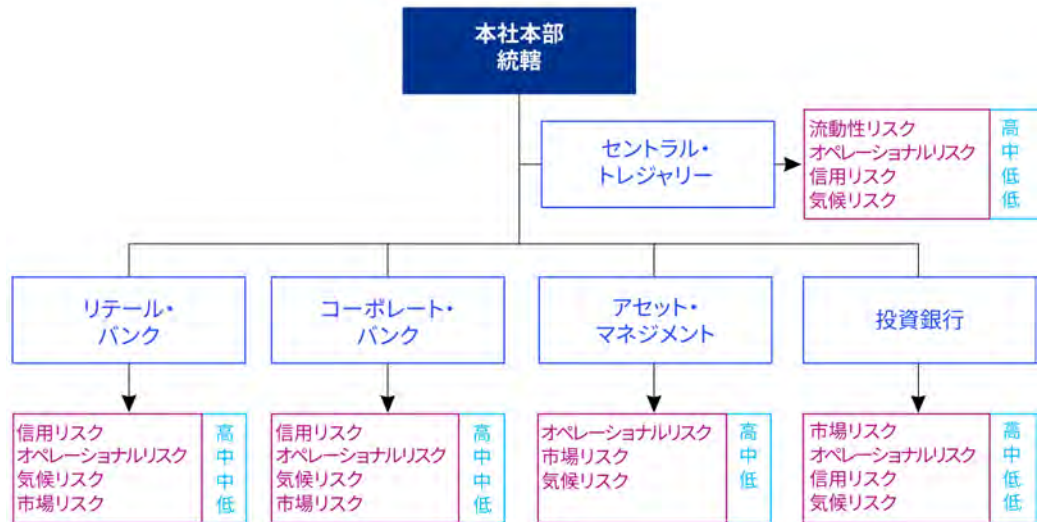 本社本部
統轄
セントラル・
トレジャリー
流動性リスク 高
オペレーショナルリスク 中
信用リスク 低
気候リスク 低
リテール・
バンク
コーポレート・
バンク
アセット・
マネジメント
投資銀行
信用リスク 高
オペレーショナルリスク 中
気候リスク 中
市場リスク 低
信用リスク 高
オペレーショナルリスク 中
気候リスク 中
市場リスク 低
オペレーショナルリスク 高
市場リスク 中
気候リスク 低
市場リスク 高
オペレーショナルリスク 中
信用リスク 低
気候リスク 低